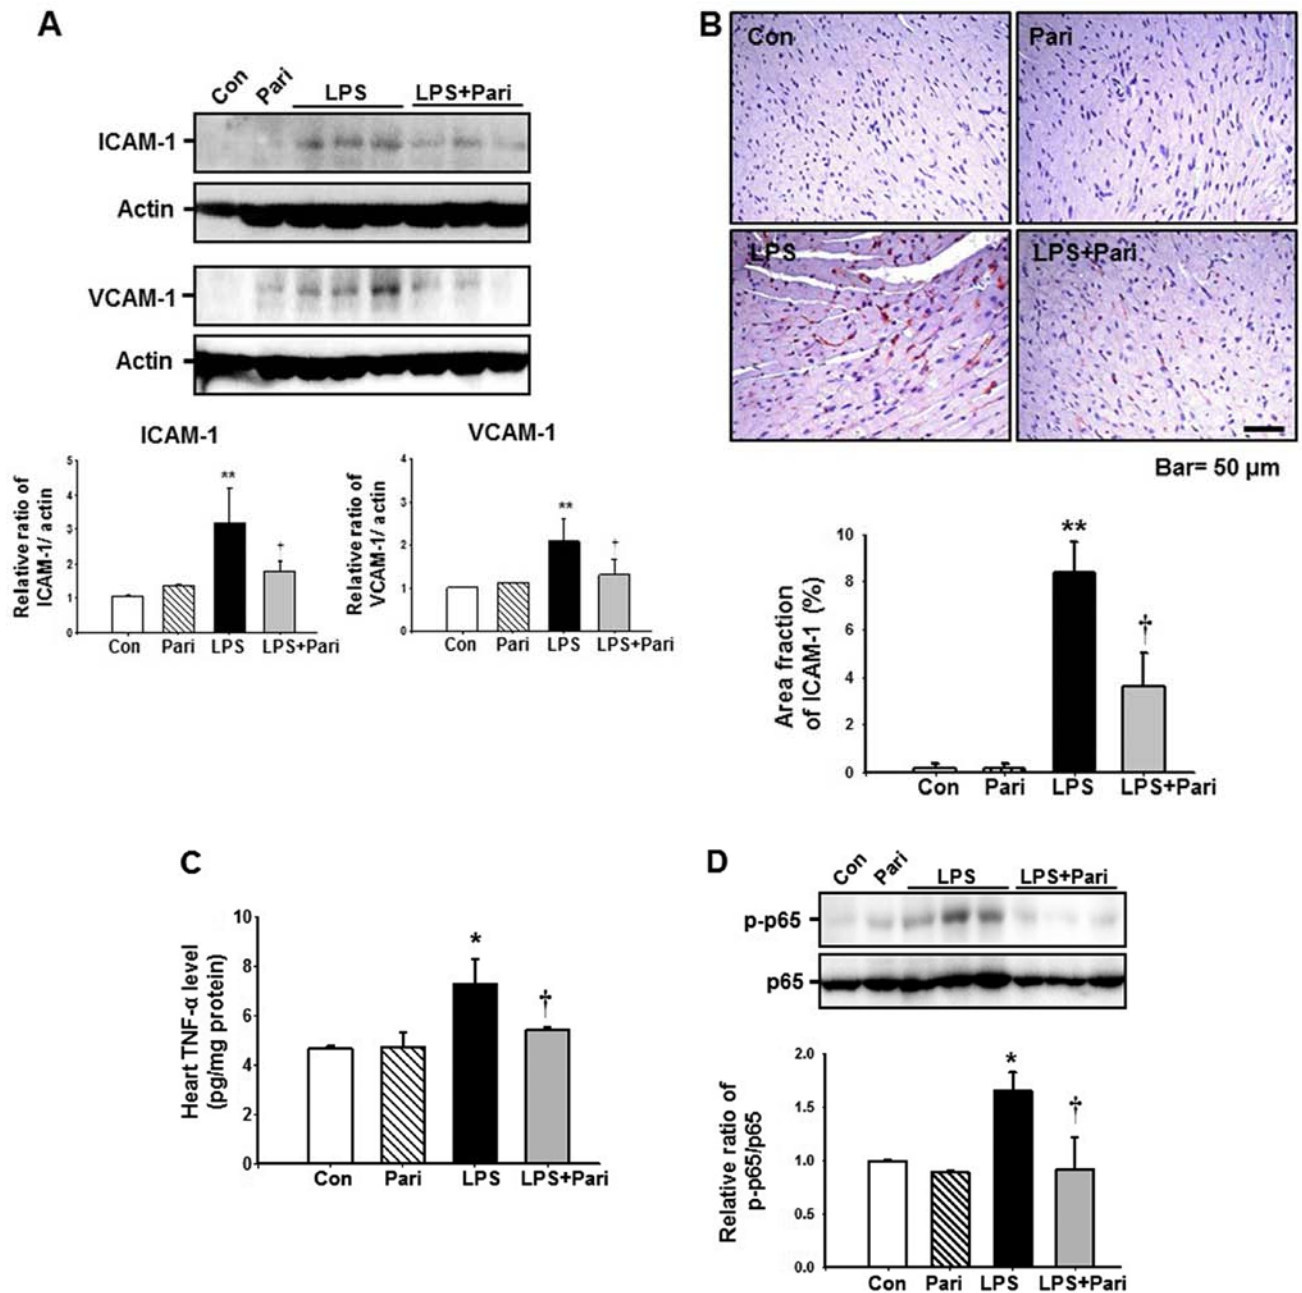 A
Con Pari LPS LPS+Pari
ICAM-1
Actin
VCAM-1
Actin
ICAM-1
Relative ratio of
ICAM-1/ actin
5
4
3
2
1
0
**
+
Con Pari LPS LPS+Pari
VCAM-1
Relative ratio of
VCAM-1/ actin
4
3
2
1
0
**
+
Con Pari LPS LPS+Pari
B
Con
Pari
LPS
LPS+Pari
Bar= 50 µm
Area fraction
of ICAM-1 (%)
10
8
6
4
2
0
**
†
Con Pari LPS LPS+Pari
C
Heart TNF-α level
(pg/mg protein)
10
8
6
4
2
0
*
†
Con Pari LPS LPS+Pari
D
Con Pari LPS LPS+Pari
p-p65
p65
Relative ratio of
p-p65/p65
2.0
1.5
1.0
0.5
0.0
*
†
Con Pari LPS LPS+Pari